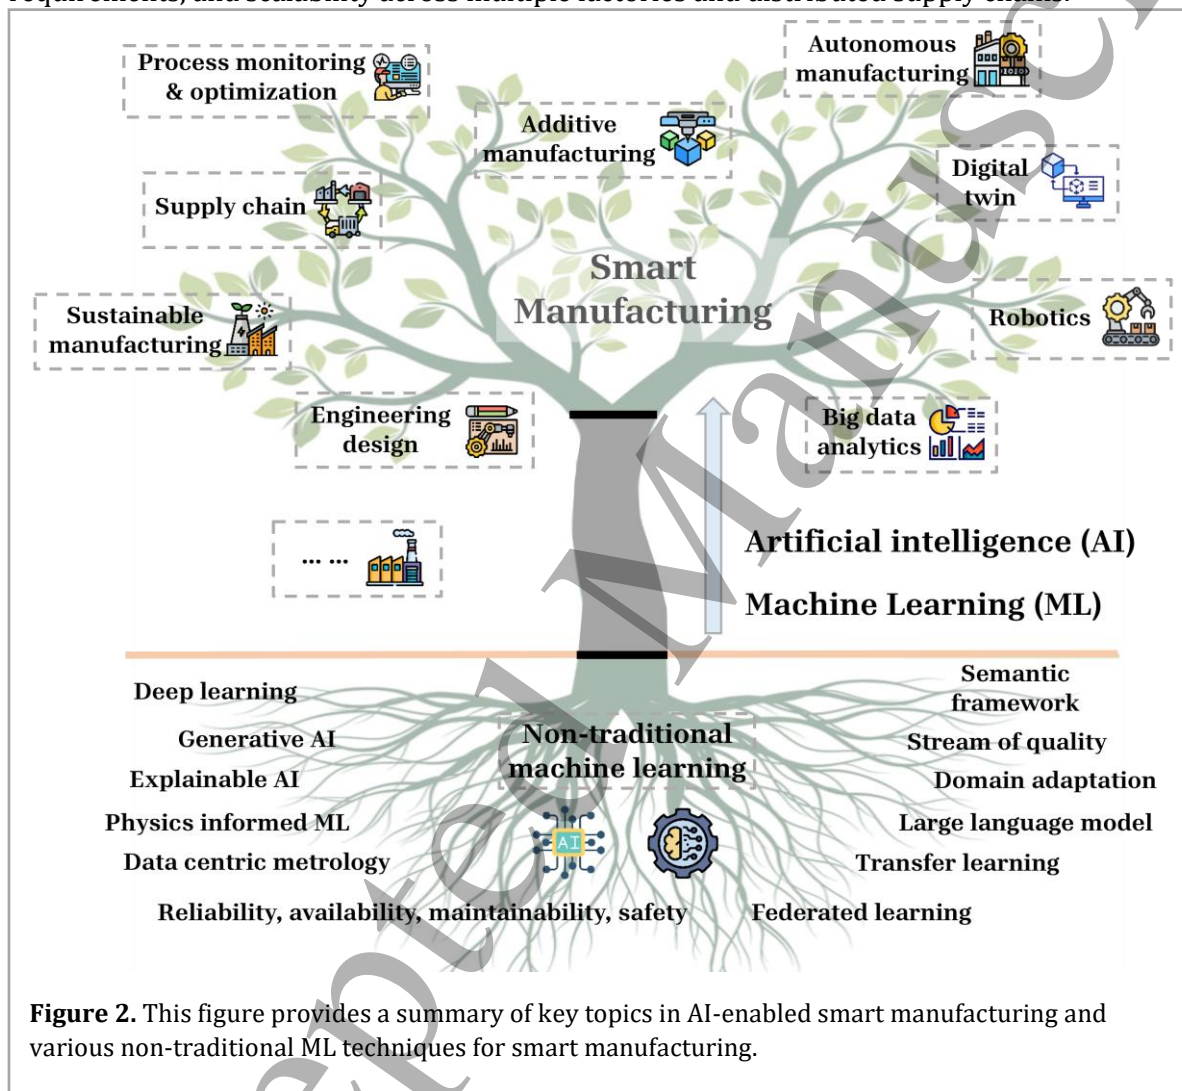 requirements, and scalability across multiple factories and distributed supply chains.
Process monitoring
& optimization
Autonomous
manufacturing
Additive
manufacturing
Digital
twin
Supply chain
Smart
Manufacturing
Sustainable
manufacturing
Robotics
Engineering
design
Big data
analytics
... ...
Artificial intelligence (AI)
Machine Learning (ML)
Deep learning
Semantic
framework
Non-traditional
machine learning
Generative AI
Stream of quality
Explainable AI
Domain adaptation
Physics informed ML
Large language model
AI
Data centric metrology
Transfer learning
Reliability, availability, maintainability, safety
Federated learning
Figure 2. This figure provides a summary of key topics in AI-enabled smart manufacturing and
various non-traditional ML techniques for smart manufacturing.
epted Manusc